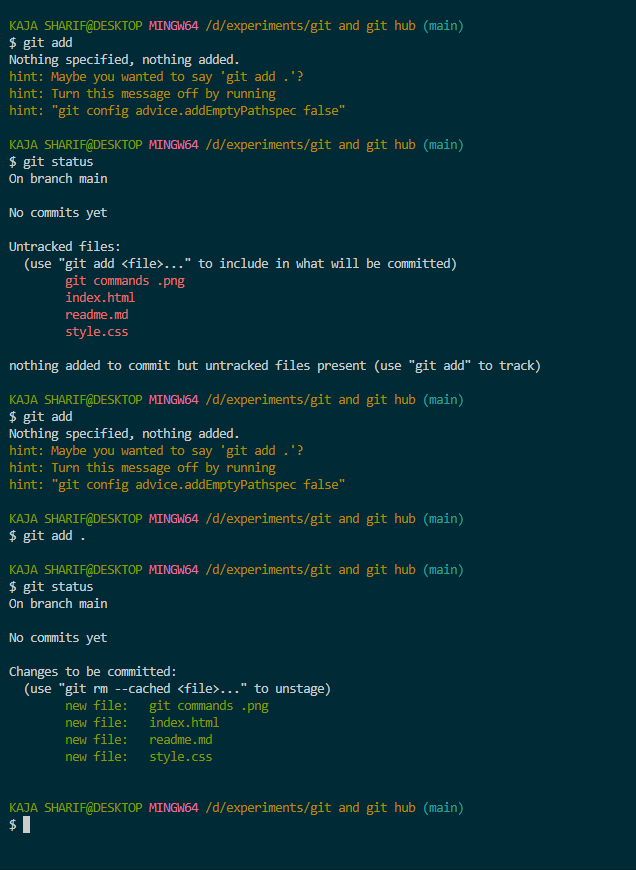 KAJA SHARIF@DESKTOP MINGW64 /d/experiments/git and git hub (main)
$ git add
Nothing specified, nothing added.
hint: Maybe you wanted to say 'git add .'?
hint: Turn this message off by running
hint: "git config advice.addEmptyPathspec false"

KAJA SHARIF@DESKTOP MINGW64 /d/experiments/git and git hub (main)
$ git status
On branch main

No commits yet

Untracked files:
  (use "git add <file>..." to include in what will be committed)
        git commands .png
        index.html
        readme.md
        style.css

nothing added to commit but untracked files present (use "git add" to track)

KAJA SHARIF@DESKTOP MINGW64 /d/experiments/git and git hub (main)
$ git add
Nothing specified, nothing added.
hint: Maybe you wanted to say 'git add .'?
hint: Turn this message off by running
hint: "git config advice.addEmptyPathspec false"

KAJA SHARIF@DESKTOP MINGW64 /d/experiments/git and git hub (main)
$ git add .

KAJA SHARIF@DESKTOP MINGW64 /d/experiments/git and git hub (main)
$ git status
On branch main

No commits yet

Changes to be committed:
  (use "git rm --cached <file>..." to unstage)
        new file:   git commands .png
        new file:   index.html
        new file:   readme.md
        new file:   style.css


KAJA SHARIF@DESKTOP MINGW64 /d/experiments/git and git hub (main)
$